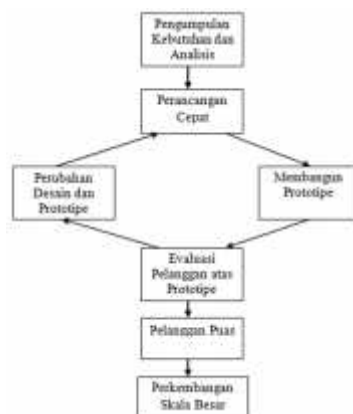 Pengumpulan
Kebutuhan dan
Analisis
Perancangan
Cepat
Perubahan
Desain dan
Prototipe
Membangun
Prototipe
Evaluasi
Pelanggan atas
Prototipe
Pelanggan Puas
Perkembangan
Skala Besar